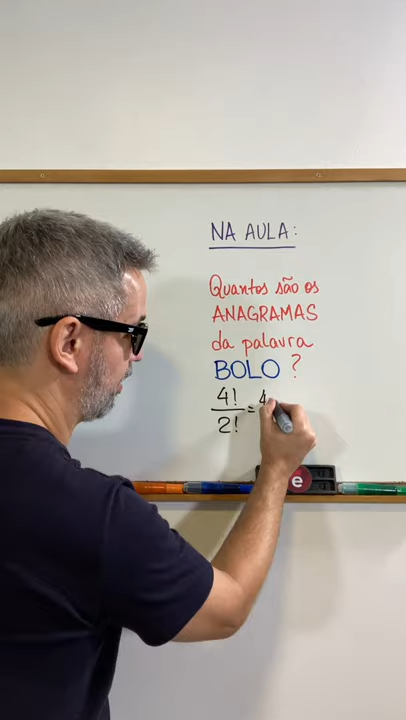 NA AULA:
Quantos são os
ANAGRAMAS
da palavra
BOLO ?
4!/2! = 4
e